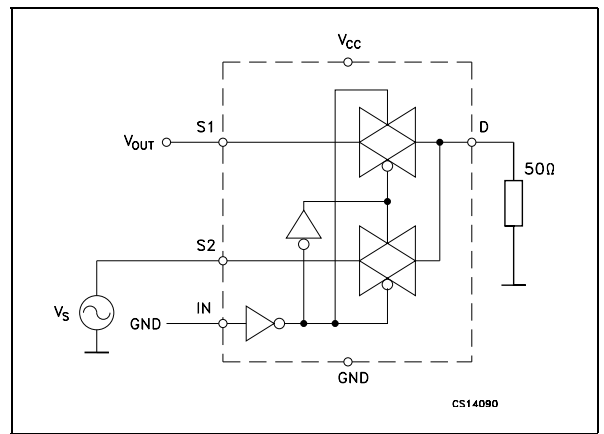 VCC
S1
D
VOUT
50Ω
S2
IN
VS
GND
GND
CS14090